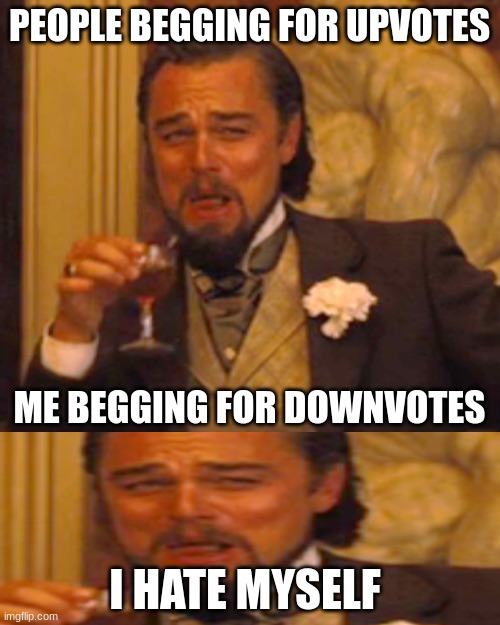 PEOPLE BEGGING FOR UPVOTES
ME BEGGING FOR DOWNVOTES
I HATE MYSELF
imgflip.com